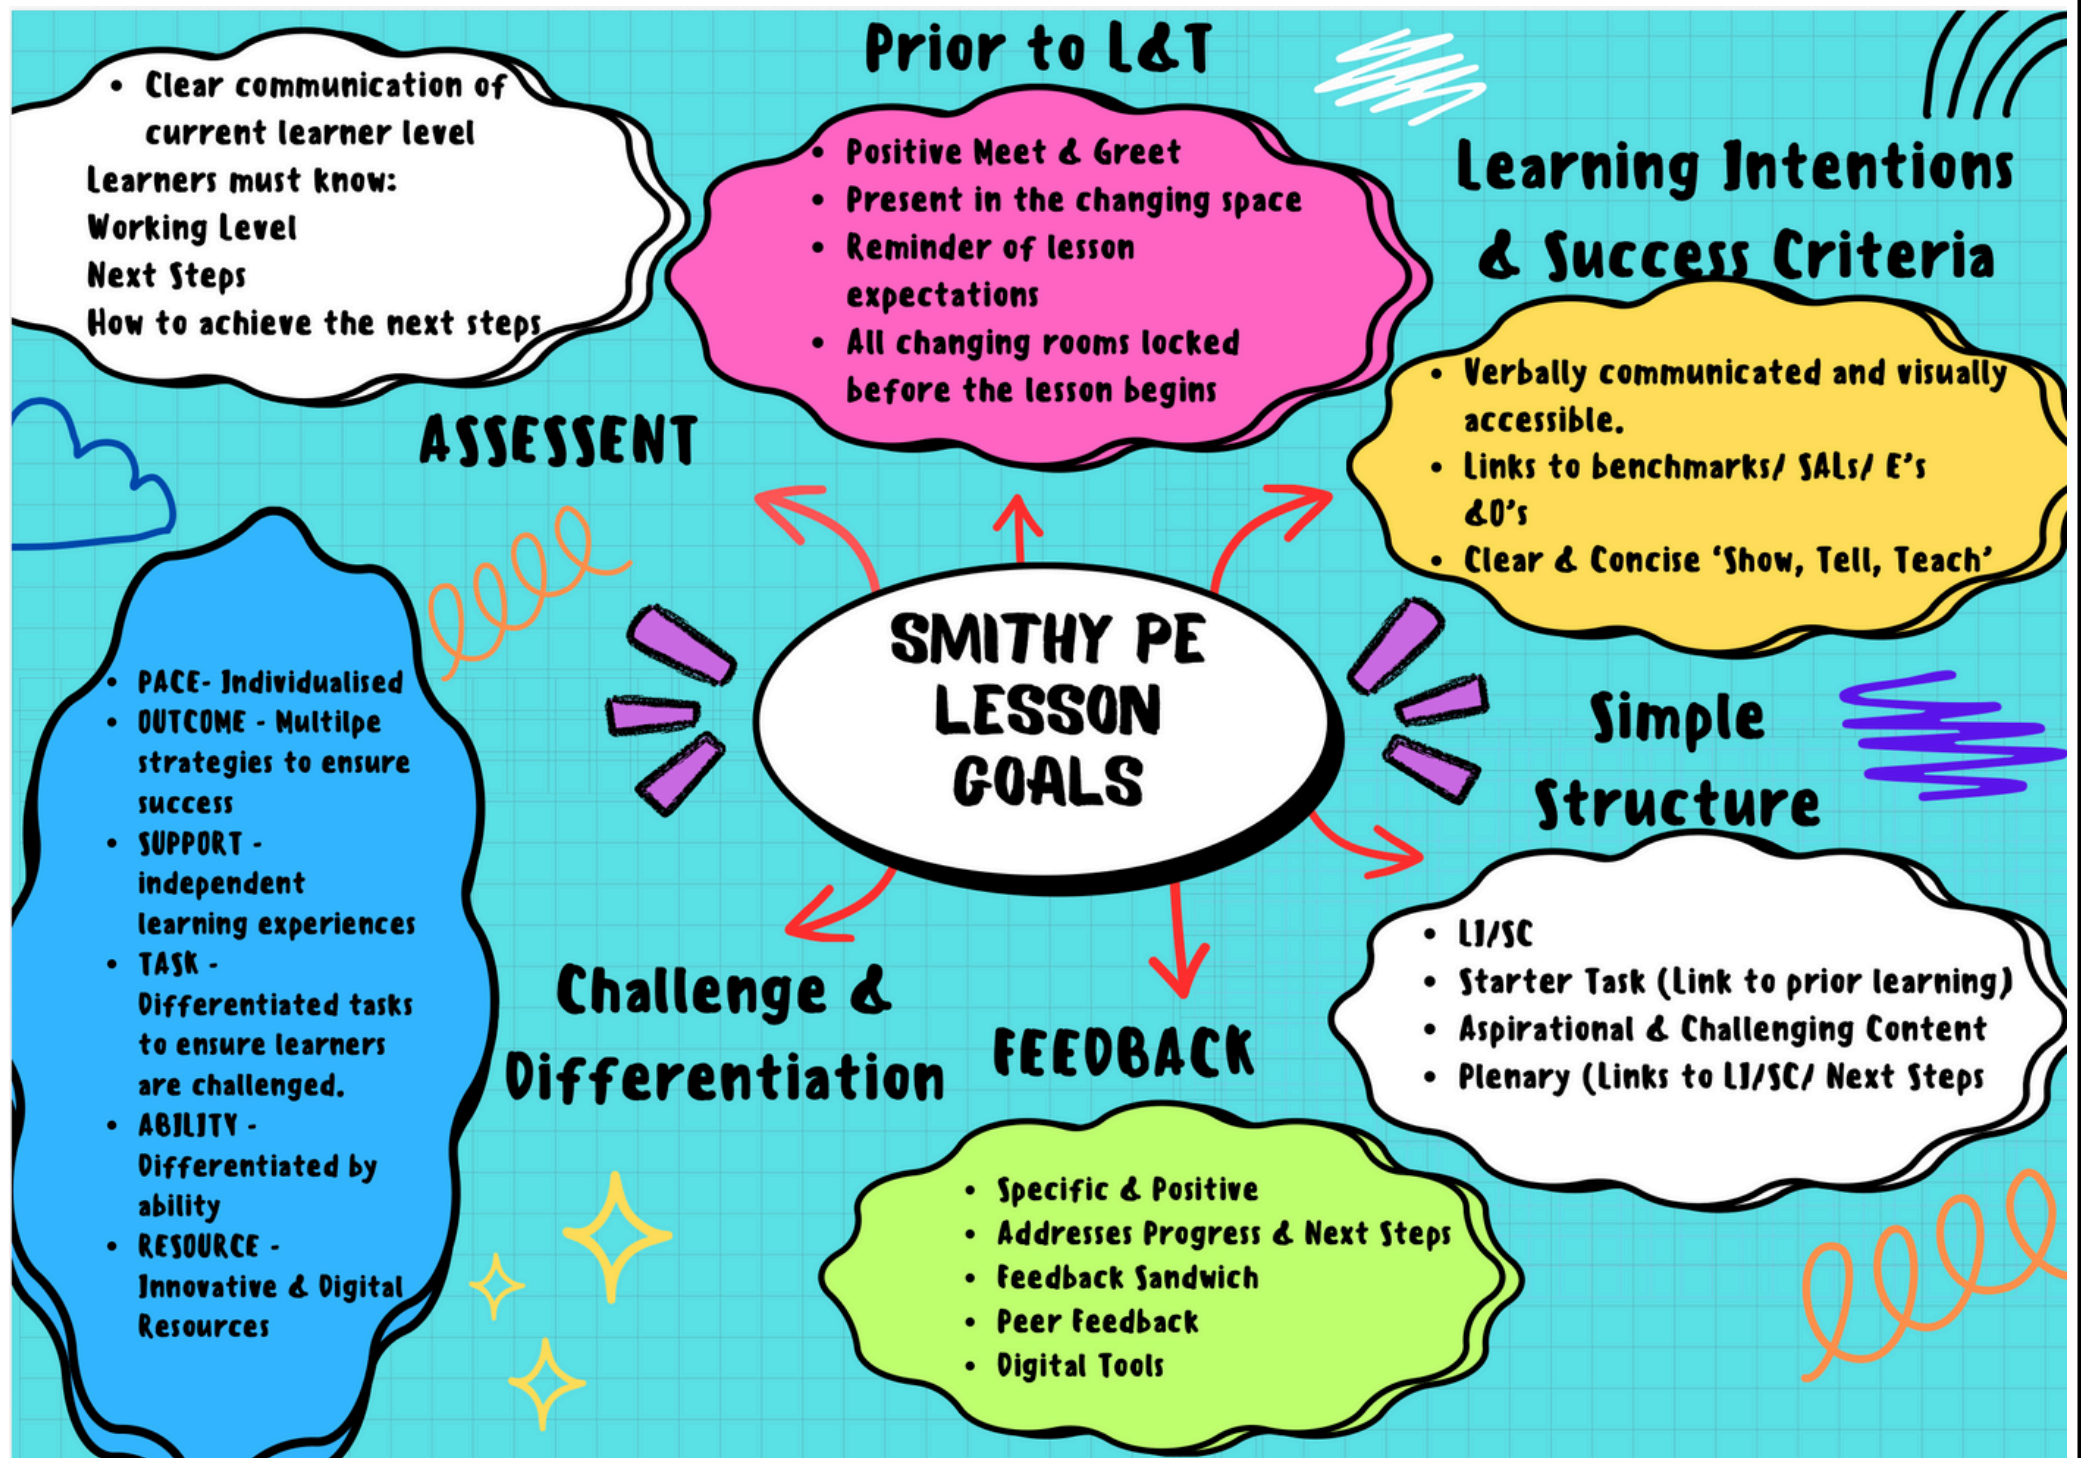 Prior to L&T
• Clear communication of
current learner level
Learners must know:
Working Level
Next Steps
How to achieve the next steps
ASSESSENT
• Positive Meet & Greet
• Present in the changing space
• Reminder of lesson
expectations
• All changing rooms locked
before the lesson begins
Learning Intentions
& Success Criteria
• Verbally communicated and visually
accessible.
• Links to benchmarks/ SALs/ E's
&O's
• Clear & Concise 'Show, Tell, Teach'
SMITHY PE
LESSON
GOALS
Simple
Structure
• LI/SC
• Starter Task (Link to prior learning)
• Aspirational & Challenging Content
• Plenary (Links to LI/SC/ Next Steps
• PACE- Individualised
• OUTCOME - Multilpe
strategies to ensure
success
• SUPPORT -
independent
learning experiences
• TASK -
Differentiated tasks
to ensure learners
are challenged.
• ABILITY -
Differentiated by
ability
• RESOURCE -
Innovative & Digital
Resources
Challenge &
Differentiation
FEEDBACK
• Specific & Positive
• Addresses Progress & Next Steps
• Feedback Sandwich
• Peer Feedback
• Digital Tools